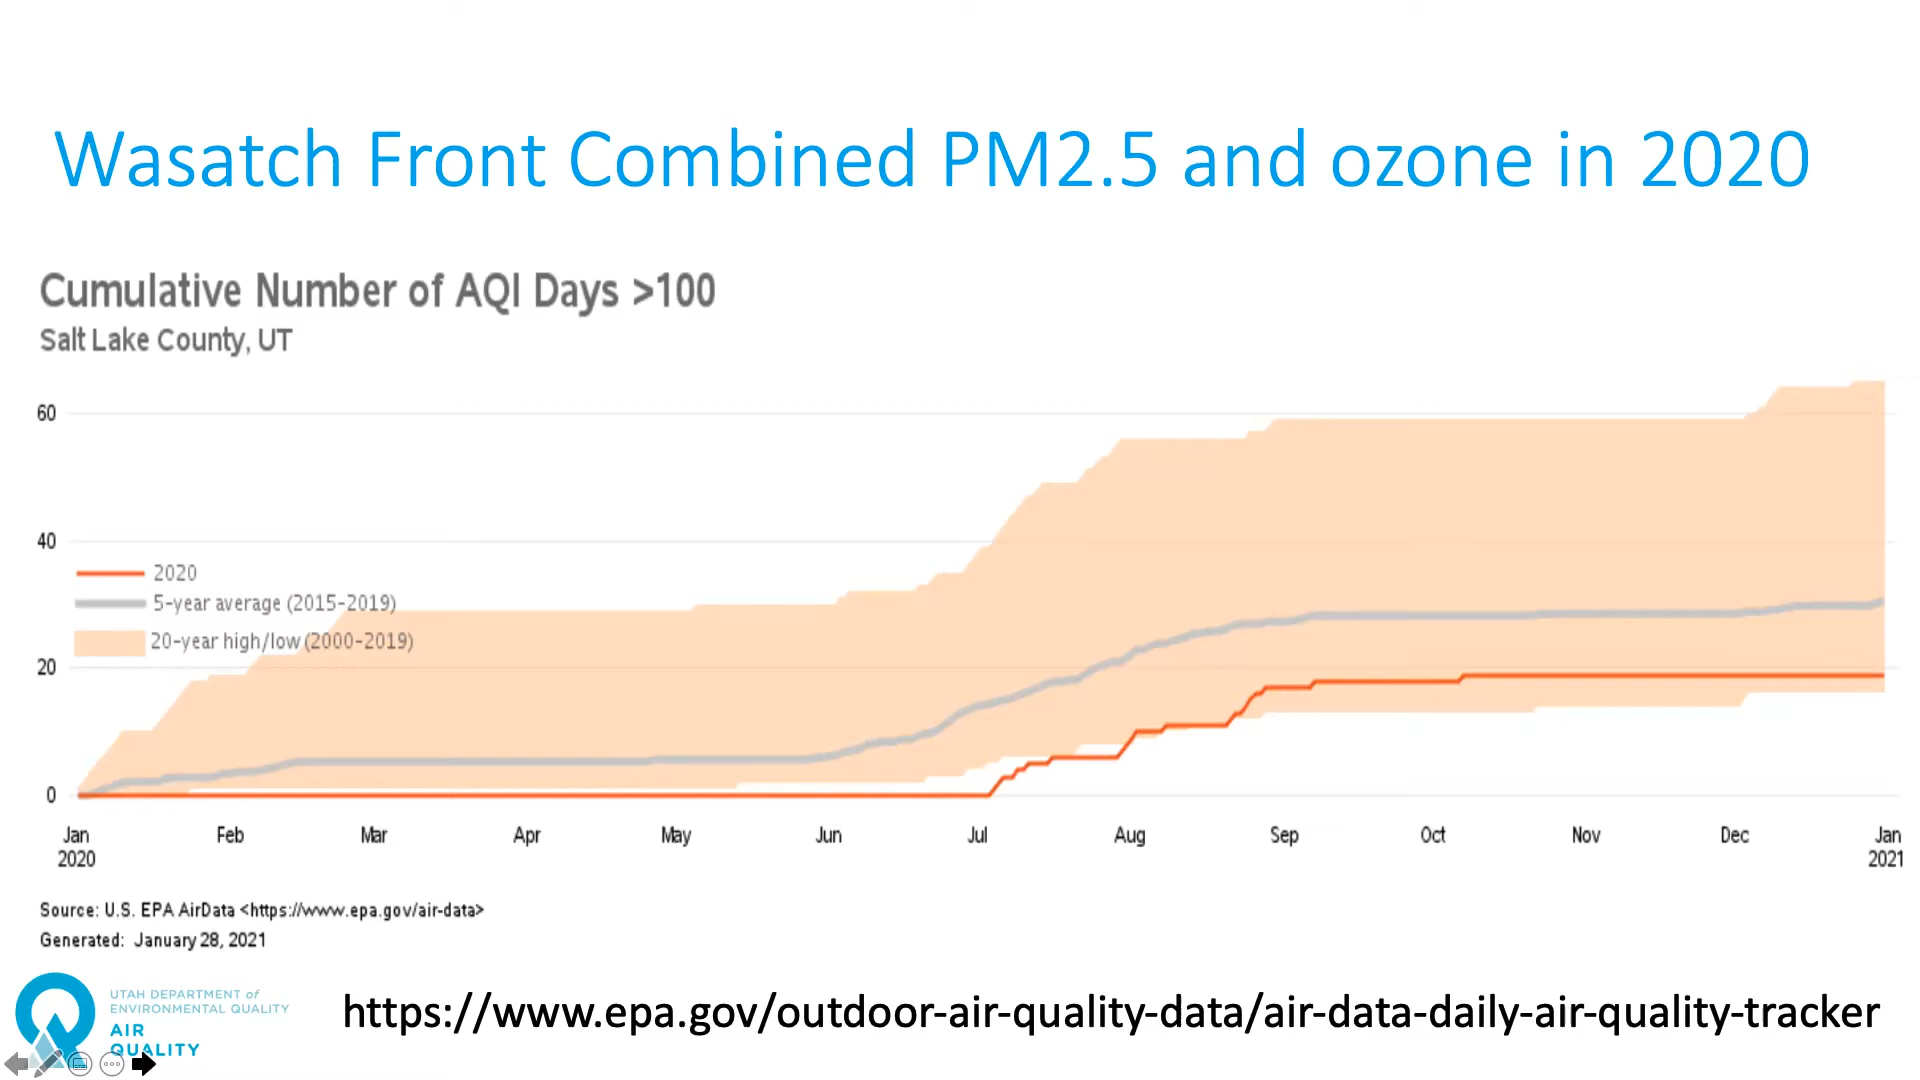 Wasatch Front Combined PM2.5 and ozone in 2020
Cumulative Number of AQI Days >100
Salt Lake County, UT
60
40
20
0
2020
5-year average (2015-2019)
20-year high/low (2000-2019)
Jan Feb Mar Apr May Jun Jul Aug Sep Oct Nov Dec Jan
2020 2021
Source: U.S. EPA AirData <https://www.epa.gov/air-data>
Generated: January 28, 2021
UTAH DEPARTMENT of
ENVIRONMENTAL QUALITY
AIR
QUALITY
https://www.epa.gov/outdoor-air-quality-data/air-data-daily-air-quality-tracker